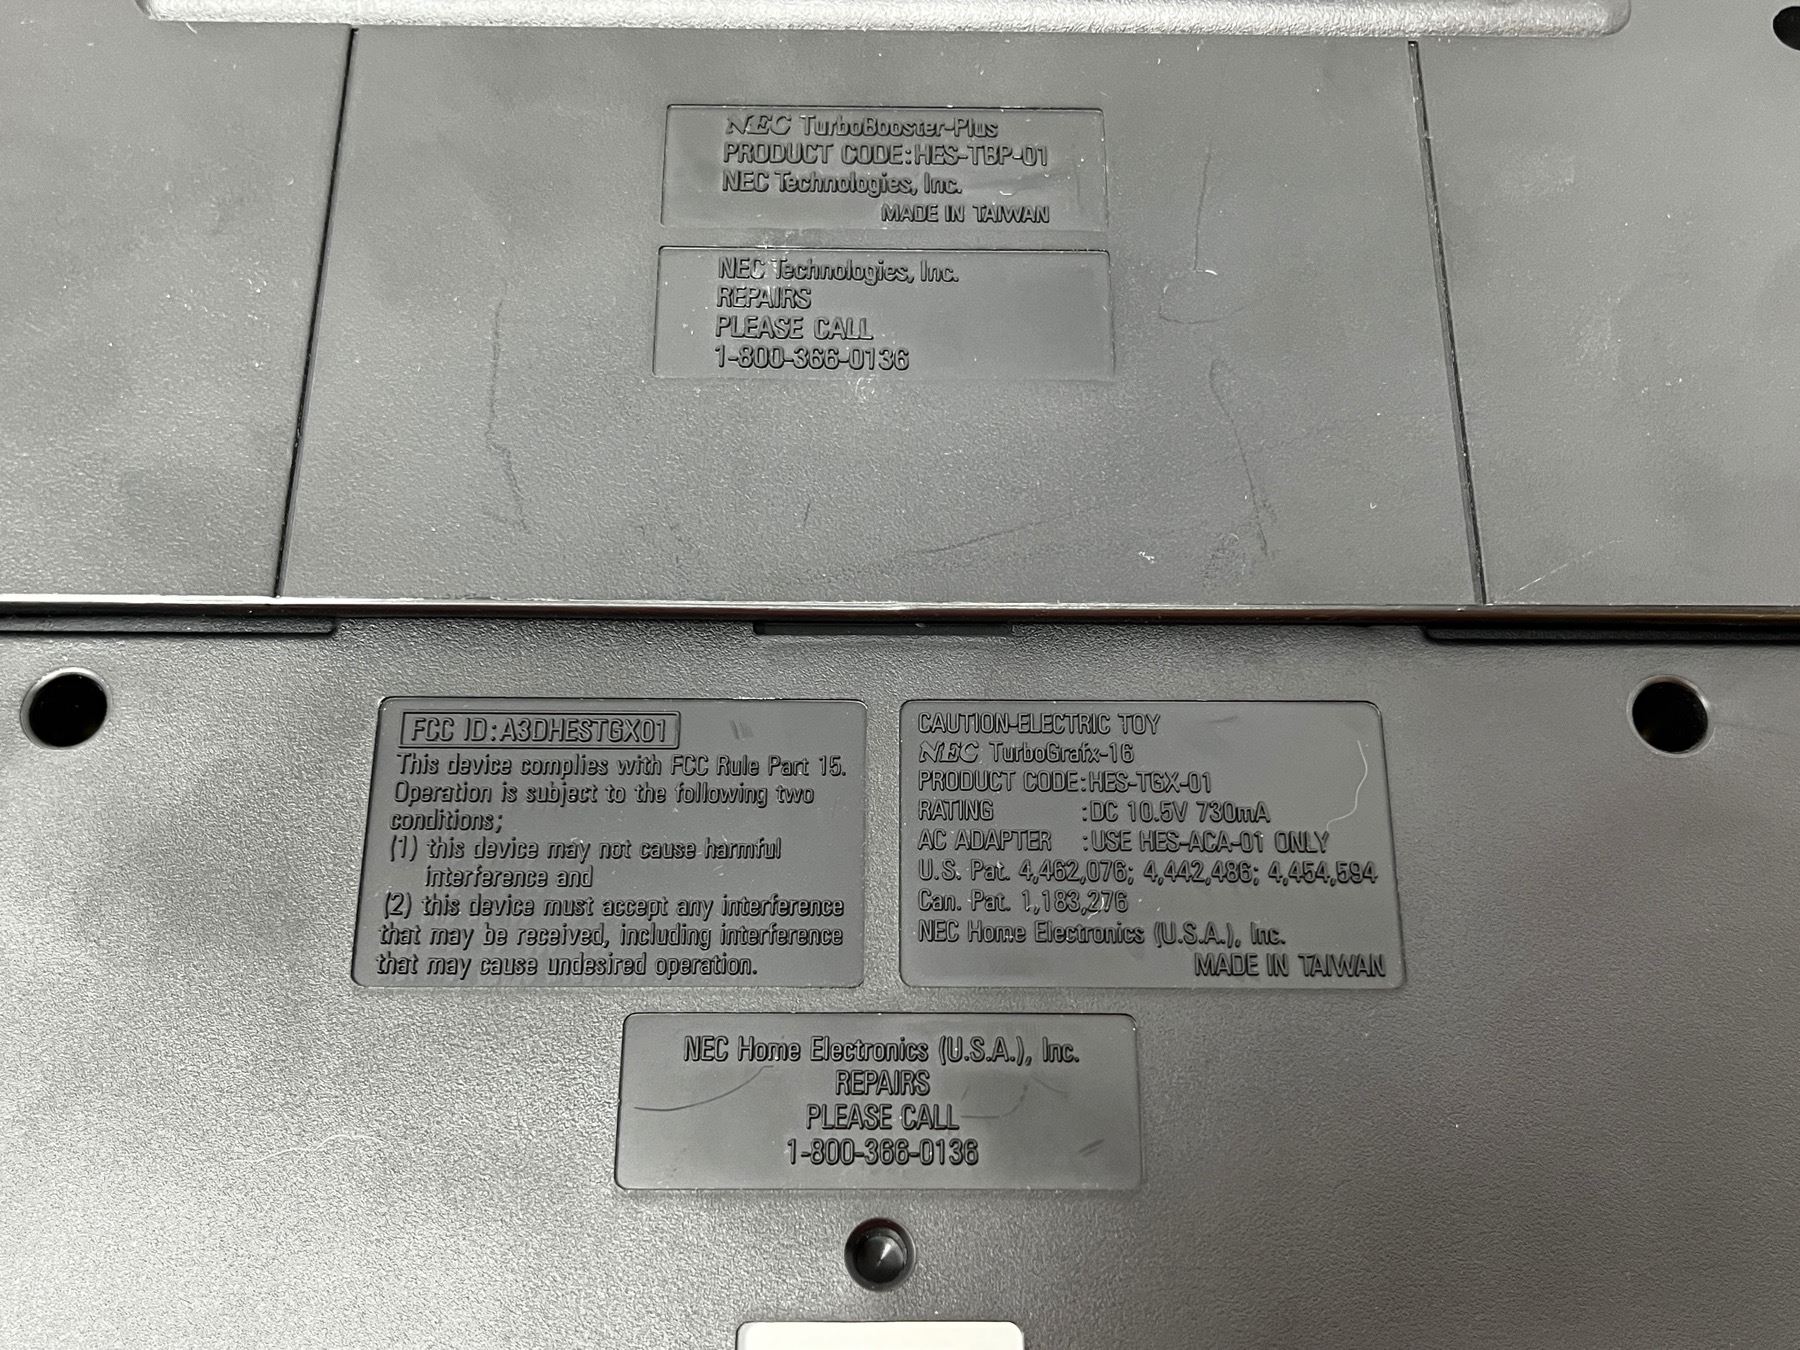 NEC TurboBooster-Plus
PRODUCT CODE:HES-TBP-01
NEC Technologies, Inc.
MADE IN TAIWAN
NEC Technologies, Inc.
REPAIRS
PLEASE CALL
1-800-366-0136
FCC ID:A3DHESTGX01
This device complies with FCC Rule Part 15.
Operation is subject to the following two
conditions;
(1) this device may not cause harmful
interference and
(2) this device must accept any interference
that may be received, including interference
that may cause undesired operation.
CAUTION-ELECTRIC TOY
NEC TurboGrafx-16
PRODUCT CODE:HES-TGX-01
RATING :DC 10.5V 730mA
AC ADAPTER :USE HES-ACA-01 ONLY
U.S. Pat. 4,462,076; 4,442,486; 4,454,594
Can. Pat. 1,183,276
NEC Home Electronics (U.S.A.), Inc.
MADE IN TAIWAN
NEC Home Electronics (U.S.A.), Inc.
REPAIRS
PLEASE CALL
1-800-366-0136